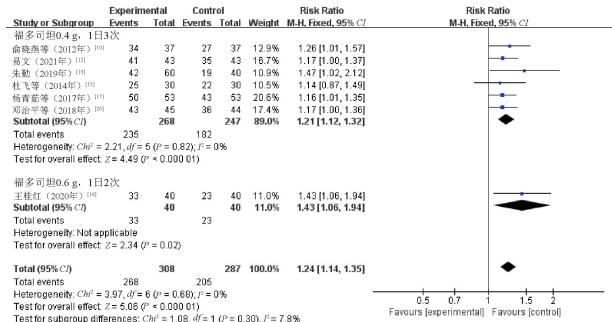 Experimental Control Risk Ratio Risk Ratio
Study or Subgroup Events Total Events Total Weight M-H, Fixed, 95% CI M-H, Fixed, 95% CI
福多司坦0.4 g，1日3次
俞晓燕等（2012年）[10] 34 37 27 37 12.9% 1.26 [1.01, 1.57]
易文（2021年）[12] 41 43 35 43 16.7% 1.17 [1.00, 1.37]
朱勤（2019年）[13] 42 60 19 40 10.9% 1.47 [1.02, 2.12]
杜飞等（2014年）[15] 25 30 22 30 10.5% 1.14 [0.87, 1.49]
杨青茹等（2017年）[17] 50 53 43 53 20.5% 1.16 [1.01, 1.35]
邓治平等（2018年）[20] 43 45 36 44 17.4% 1.17 [1.00, 1.36]
Subtotal (95% CI) 268 247 89.0% 1.21 [1.12, 1.32]
Total events 235 182
Heterogeneity: Chi² = 2.21, df = 5 (P = 0.82); I² = 0%
Test for overall effect: Z = 4.49 (P < 0.000 01)
福多司坦0.6 g，1日2次
王桂红（2020年）[16] 33 40 23 40 11.0% 1.43 [1.06, 1.94]
Subtotal (95% CI) 40 40 11.0% 1.43 [1.06, 1.94]
Total events 33 23
Heterogeneity: Not applicable
Test for overall effect: Z = 2.34 (P = 0.02)
Total (95% CI) 308 287 100.0% 1.24 [1.14, 1.35]
Total events 268 205
Heterogeneity: Chi² = 3.97, df = 6 (P = 0.68); I² = 0%
Test for overall effect: Z = 5.06 (P < 0.000 01)
Test for subgroup differences: Chi² = 1.08, df = 1 (P = 0.30), I² = 7.8%
0.5 0.7 1 1.5 2
Favours [experimental] Favours [control]